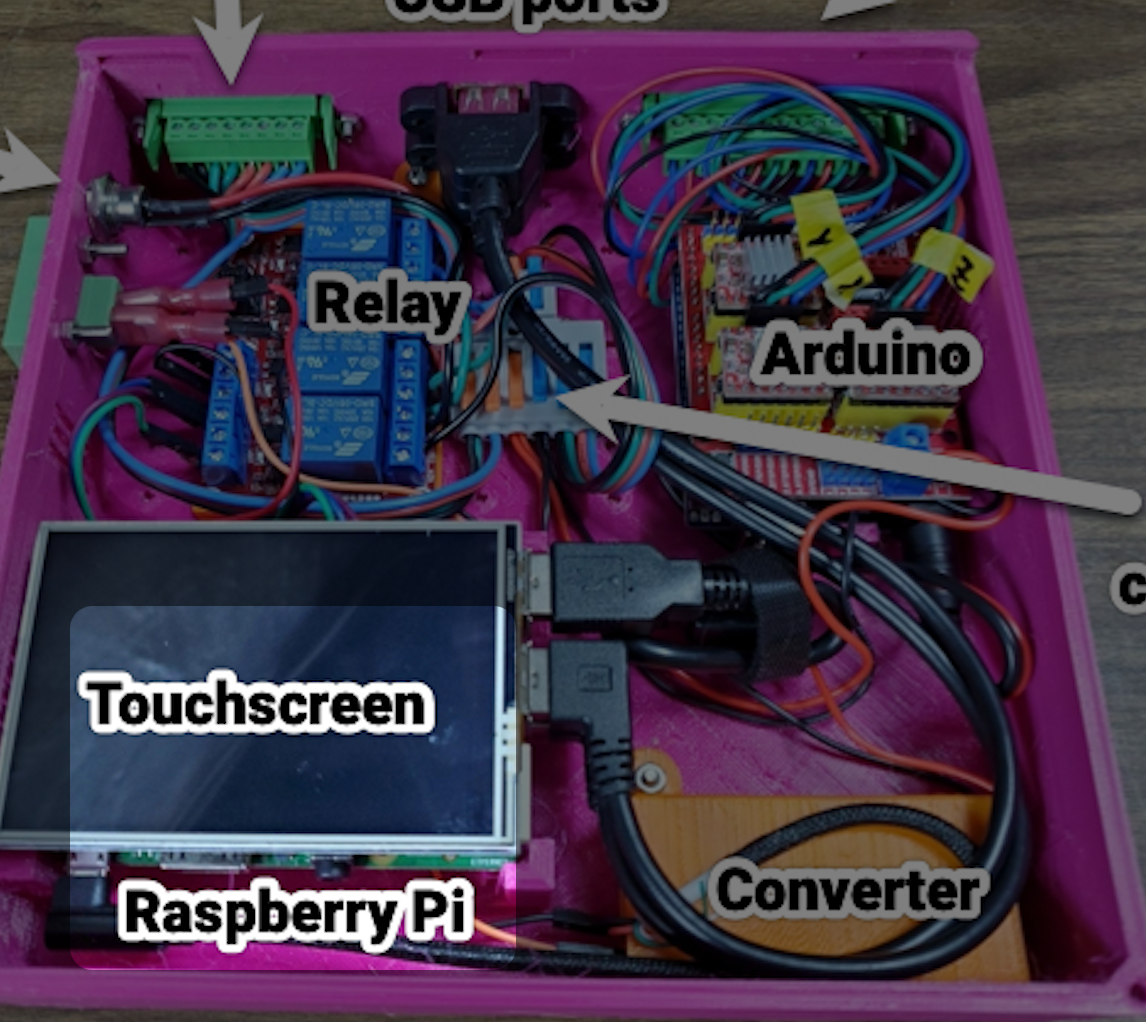 USB ports
Relay
Arduino
Y
Z
Touchscreen
Raspberry Pi
Converter